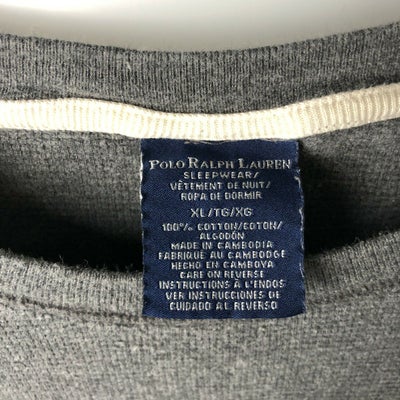 POLO RALPH LAUREN
SLEEPWEAR/
VÊTEMENT DE NUIT/
ROPA DE DORMIR
XL/TG/XG
100% COTTON/COTON/
ALGODÓN
MADE IN CAMBODIA
FABRIQUÉ AU CAMBODGE
HECHO EN CAMBOYA
CARE ON REVERSE
INSTRUCTIONS À L'ENDOS
VER INSTRUCCIONES DE
CUIDADO AL REVERSO